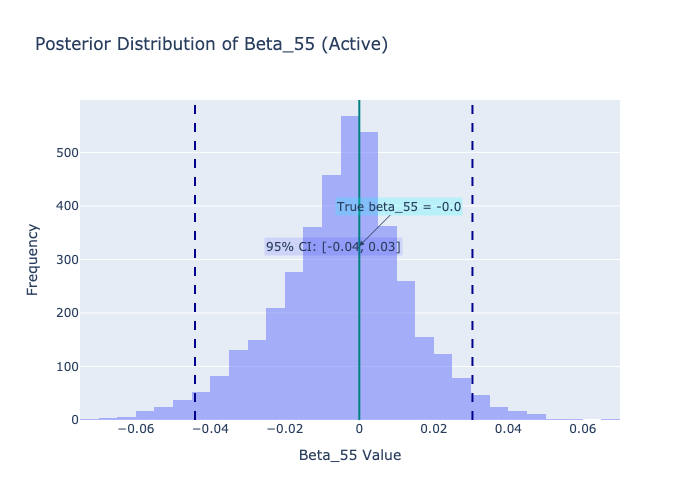 Posterior Distribution of Beta_55 (Active)
500
400
300
200
100
0
Frequency
True beta_55 = -0.0
95% CI: [-0.04, 0.03]
−0.06
−0.04
−0.02
0
0.02
0.04
0.06
Beta_55 Value